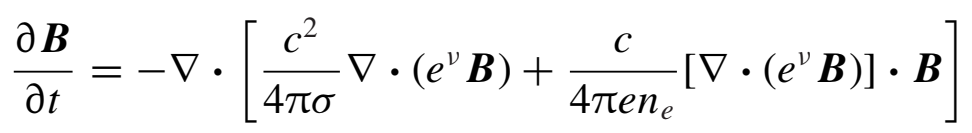 ∂𝑩/∂t = −∇ · [ c²/4πσ ∇ · (e^ν 𝑩) + c/4πen_e [∇ · (e^ν 𝑩)] · 𝑩 ]